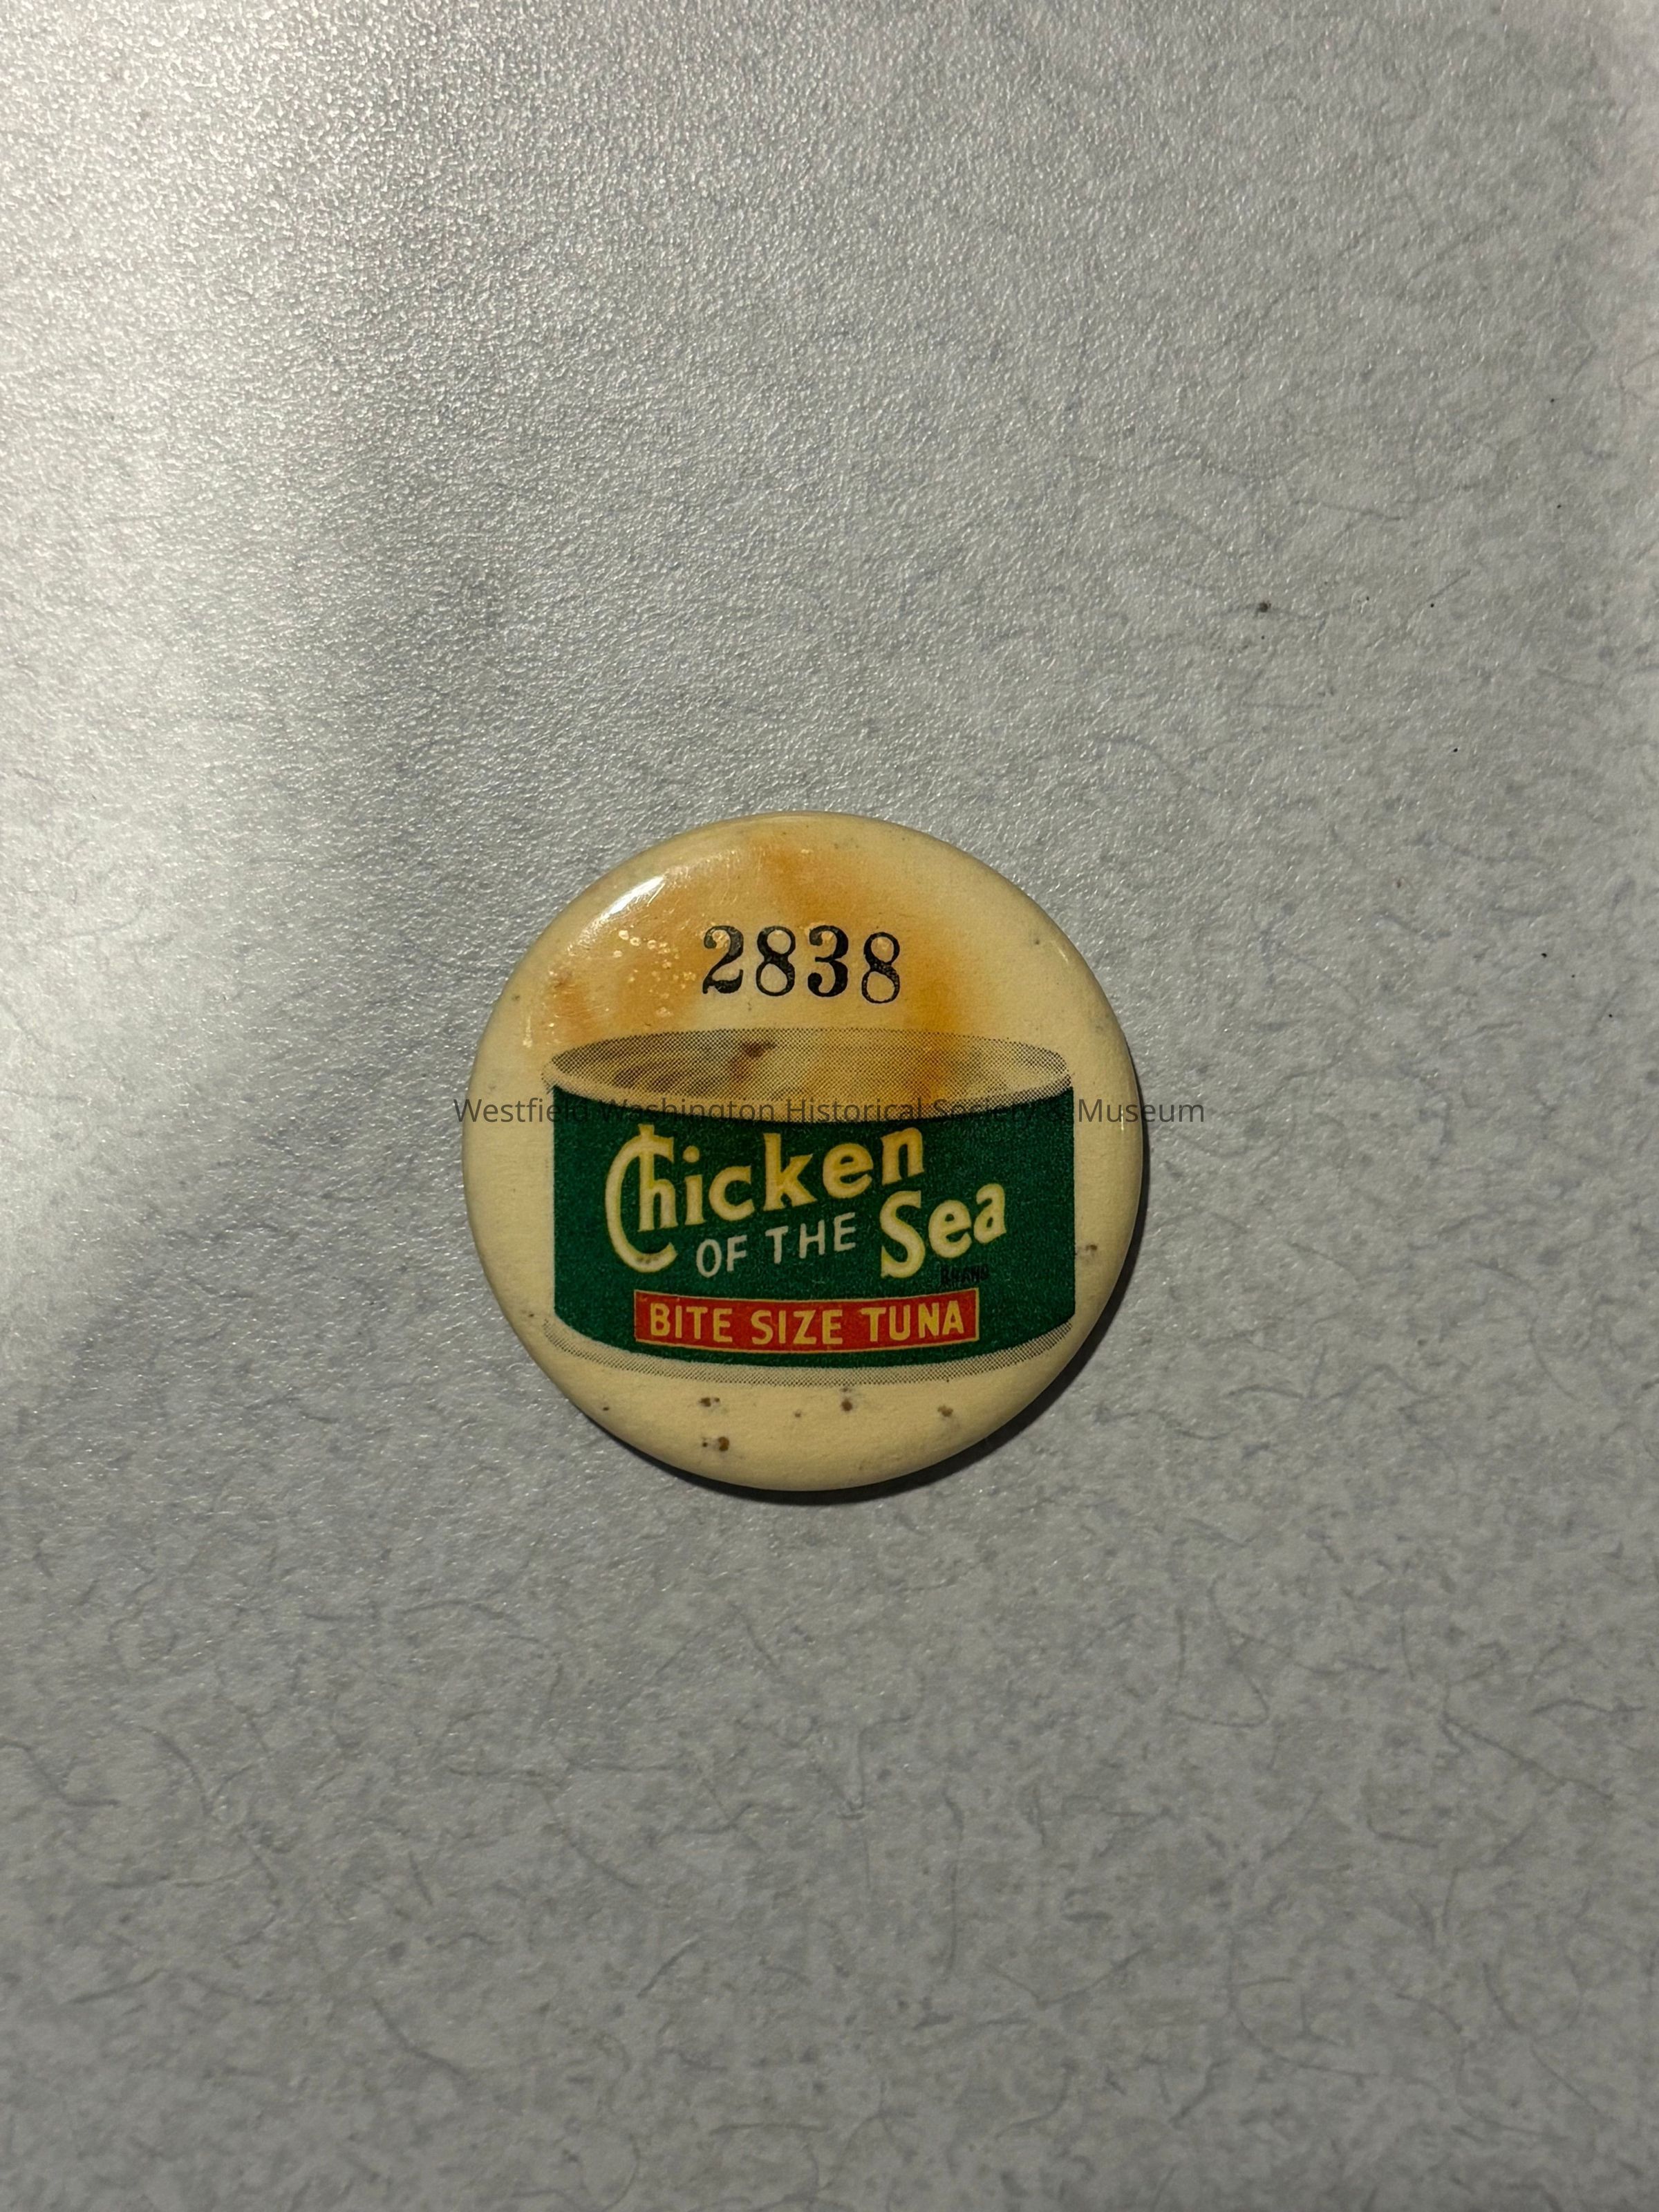 2838
Westfield Washington Historical Society & Museum
Chicken
OF THE Sea
BRAND
BITE SIZE TUNA